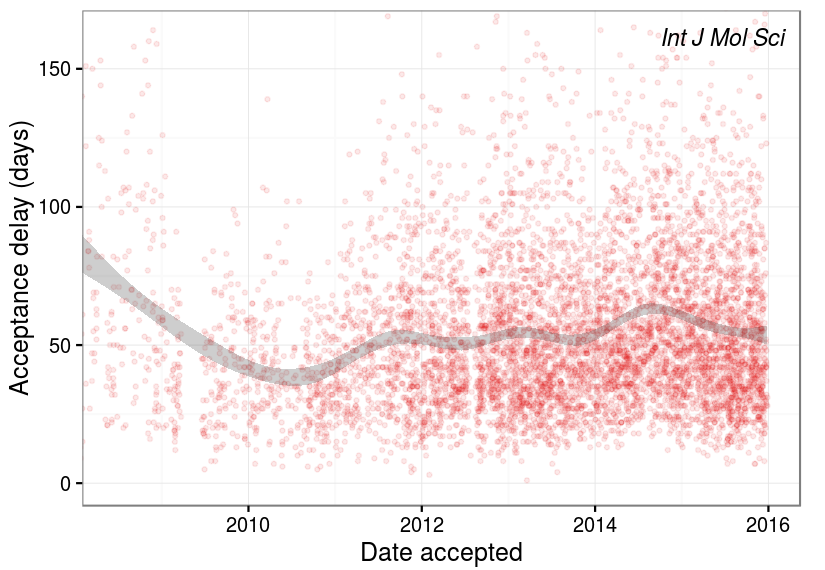 Int J Mol Sci
Acceptance delay (days)
150
100
50
0
2010 2012 2014 2016
Date accepted